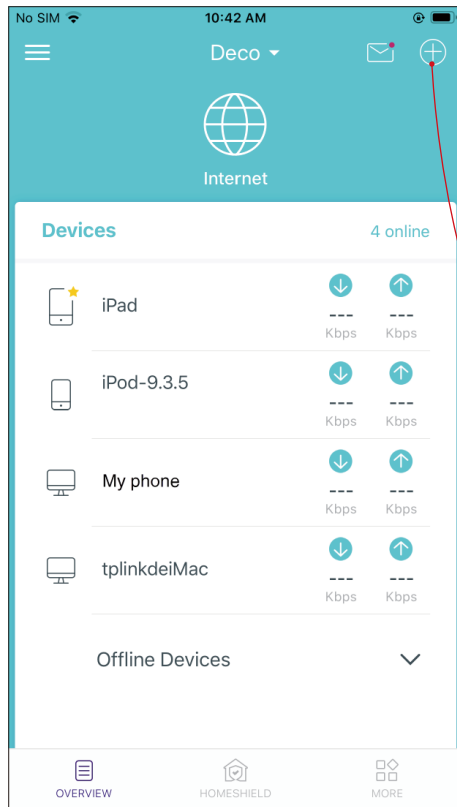 No SIM 10:42 AM
Deco
Internet
Devices 4 online
iPad
--- ---
Kbps Kbps
iPod-9.3.5
--- ---
Kbps Kbps
My phone
--- ---
Kbps Kbps
tplinkdeiMac
--- ---
Kbps Kbps
Offline Devices
OVERVIEW HOMESHIELD MORE